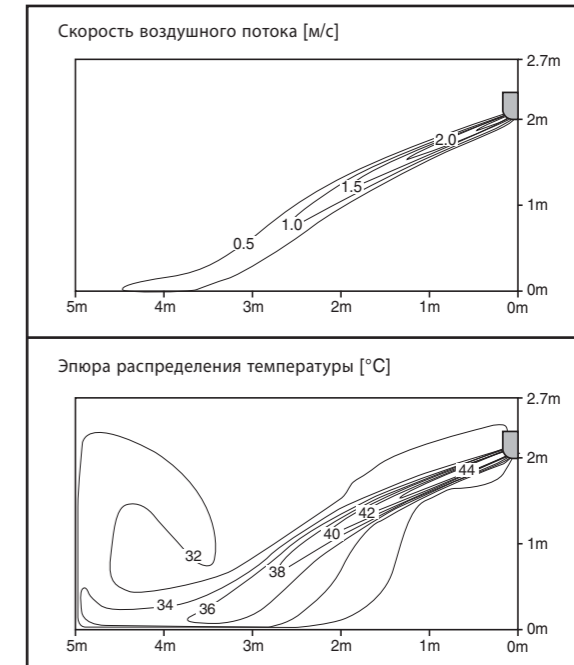 Скорость воздушного потока [м/с]
2.7m
2m
2.0
1.5
1m
1.0
0.5
0m
5m 4m 3m 2m 1m 0m
Эпюра распределения температуры [°C]
2.7m
2m
44
42
40
1m
32
38
34 36
0m
5m 4m 3m 2m 1m 0m